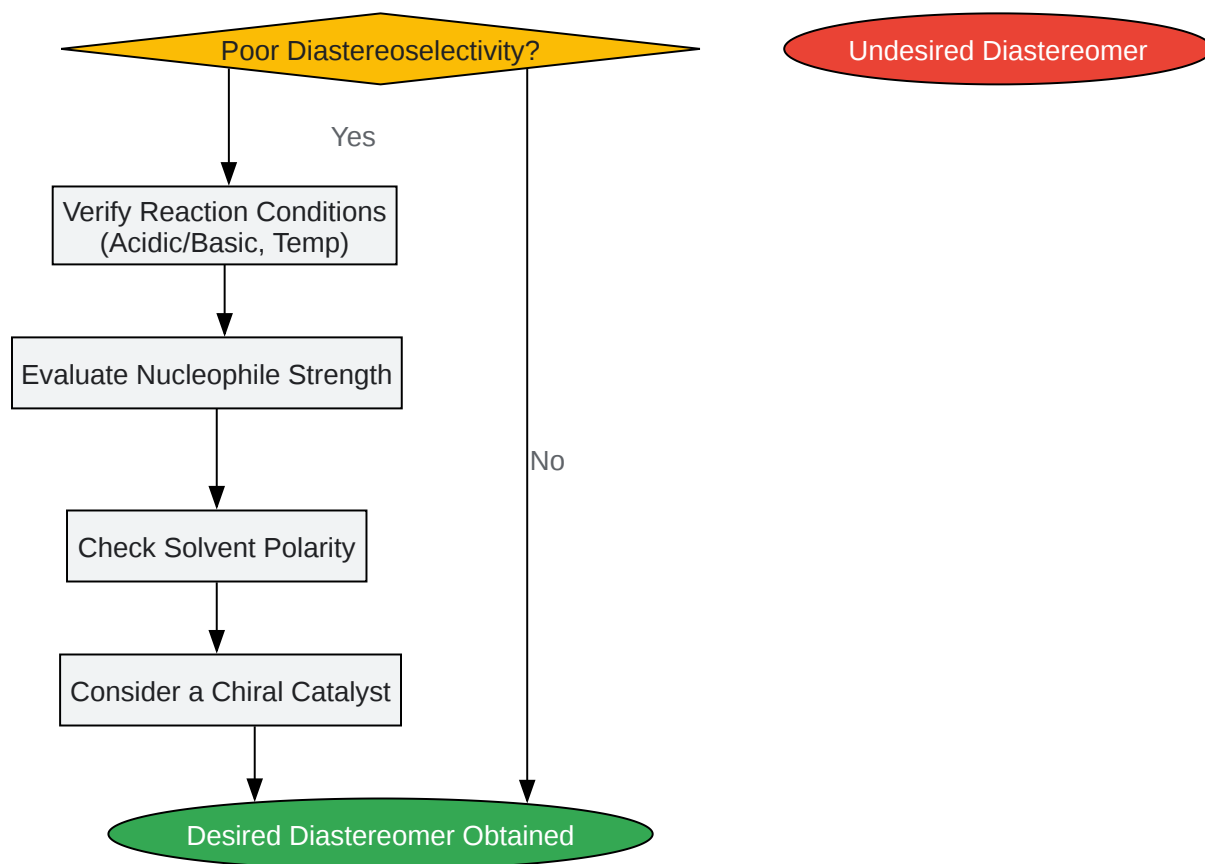 Poor Diastereoselectivity?
Undesired Diastereomer
Yes
Verify Reaction Conditions
(Acidic/Basic, Temp)
Evaluate Nucleophile Strength
No
Check Solvent Polarity
Consider a Chiral Catalyst
Desired Diastereomer Obtained